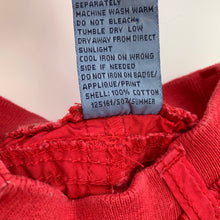 SEPARATELY
MACHINE WASH WARM
DO NOT BLEACH
TUMBLE DRY LOW
DRY AWAY FROM DIRECT
SUNLIGHT
COOL IRON ON WRONG
SIDE IF NEEDED
DO NOT IRON ON BADGE/
APPLIQUE/PRINT
SHELL: 100% COTTON
125161/S07/SUMMER